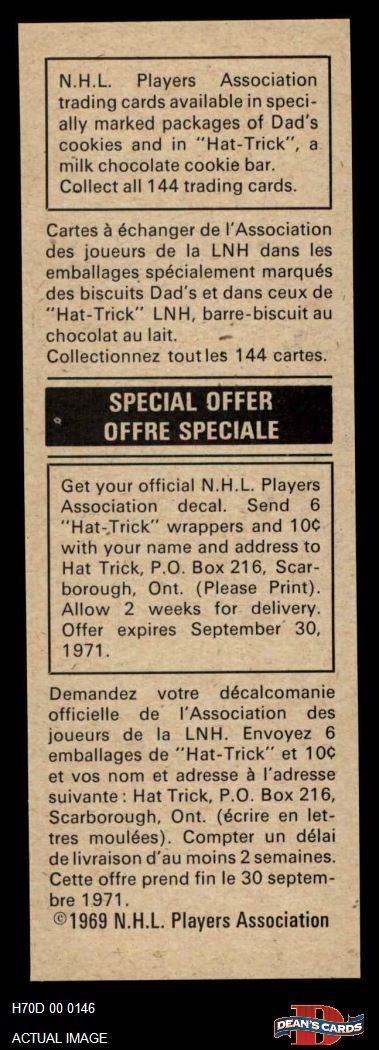 N.H.L. Players Association
trading cards available in speci-
ally marked packages of Dad's
cookies and in "Hat-Trick", a
milk chocolate cookie bar.
Collect all 144 trading cards.
Cartes à échanger de l'Association
des joueurs de la LNH dans les
emballages spécialement marqués
des biscuits Dad's et dans ceux de
"Hat-Trick" LNH, barre-biscuit au
chocolat au lait.
Collectionnez toutles 144 cartes.
SPECIAL OFFER
OFFRE SPECIALE
Get your official N.H.L. Players
Association decal. Send 6
"Hat-Trick" wrappers and 10¢
with your name and address to
Hat Trick, P.O. Box 216, Scar-
borough, Ont. (Please Print).
Allow 2 weeks for delivery.
Offer expires September 30,
1971.
Demandez votre décalcomanie
officielle de l'Association des
joueurs de la LNH. Envoyez 6
emballages de "Hat-Trick" et 10¢
et vos nom et adresse à l'adresse
suivante: Hat Trick, P.O. Box 216,
Scarborough, Ont. (écrire en let-
tres moulées). Compter un délai
de livraison d'au moins 2 semaines.
Cette offre prend fin le 30 septem-
bre 1971.
©1969 N.H.L. Players Association
H70D 00 0146
ACTUAL IMAGE
D
DEAN'S CARDS